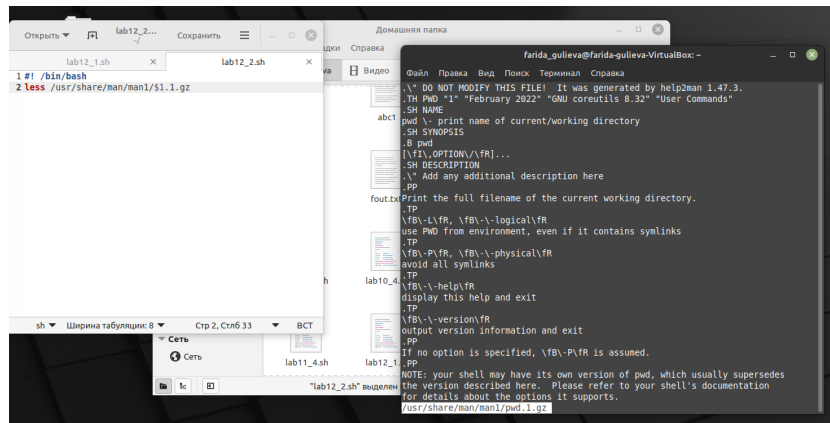 Открыть
lab12_2...
~/
Сохранить
lab12_1.sh ×
lab12_2.sh ×
1 #! /bin/bash
2 less /usr/share/man/man1/$1.1.gz
sh Ширина табуляции: 8 Стр 2, Стлб 33 ВСТ
Домашняя папка
Справка
Видео
abc1
lab11_4.sh
Сеть
Сеть
"lab12_2.sh" выделен
farida_gulieva@farida-gulieva-VirtualBox: ~
Файл Правка Вид Поиск Терминал Справка
.\" DO NOT MODIFY THIS FILE!  It was generated by help2man 1.47.3.
.TH PWD "1" "February 2022" "GNU coreutils 8.32" "User Commands"
.SH NAME
pwd \- print name of current/working directory
.SH SYNOPSIS
.B pwd
[\fI\,OPTION\/\fR]...
.SH DESCRIPTION
.\" Add any additional description here
.PP
Print the full filename of the current working directory.
.TP
\fB\-L\fR, \fB\-\-logical\fR
use PWD from environment, even if it contains symlinks
.TP
\fB\-P\fR, \fB\-\-physical\fR
avoid all symlinks
.TP
\fB\-\-help\fR
display this help and exit
.TP
\fB\-\-version\fR
output version information and exit
.PP
If no option is specified, \fB\-P\fR is assumed.
.PP
NOTE: your shell may have its own version of pwd, which usually supersedes
the version described here.  Please refer to your shell's documentation
for details about the options it supports.
/usr/share/man/man1/pwd.1.gz